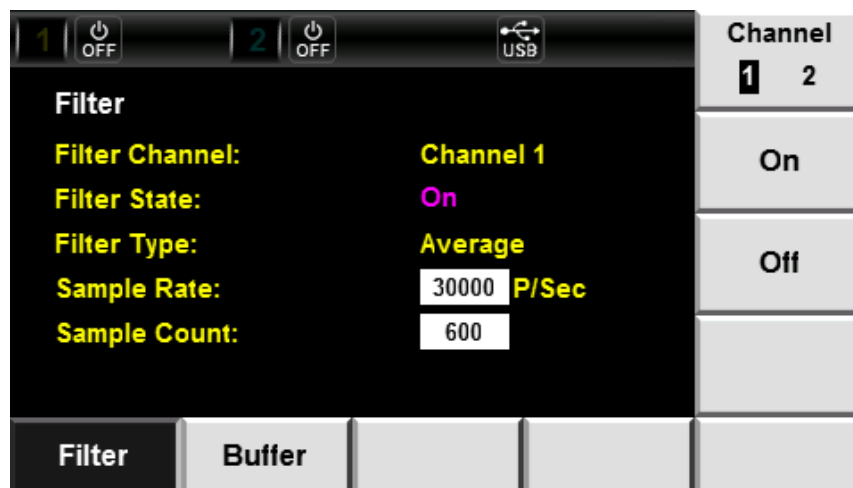 1 OFF 2 OFF USB
Channel
1 2
Filter
Filter Channel: Channel 1
On
Filter State: On
Filter Type: Average
Off
Sample Rate: 30000 P/Sec
Sample Count: 600
Filter Buffer